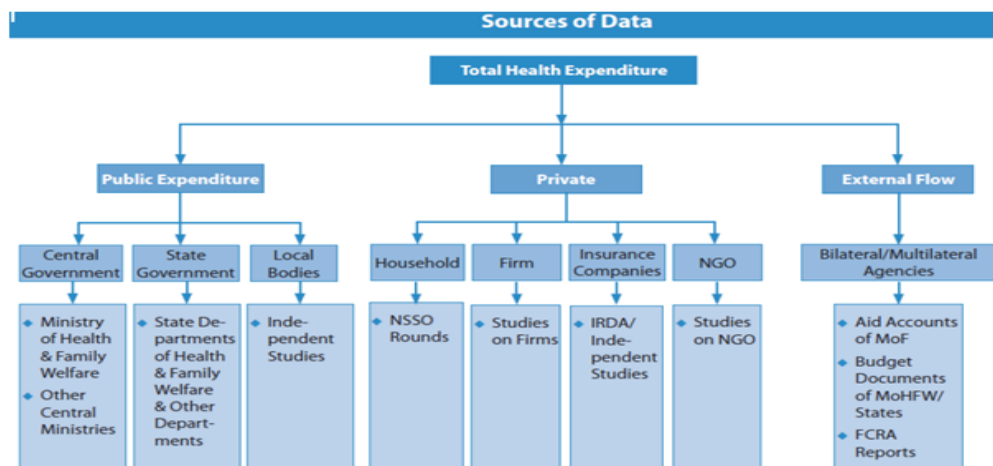 Sources of Data
Total Health Expenditure
Public Expenditure
Private
External Flow
Central
Government
State
Government
Local
Bodies
Household
Firm
Insurance
Companies
NGO
Bilateral/Multilateral
Agencies
Ministry
of Health
& Family
Welfare
Other
Central
Ministries
State De-
partments
of Health
& Family
Welfare
& Other
Depart-
ments
Inde-
pendent
Studies
NSSO
Rounds
Studies
on Firms
IRDA/
Inde-
pendent
Studies
Studies
on NGO
Aid Accounts
of MoF
Budget
Documents
of MoHFW/
States
FCRA
Reports